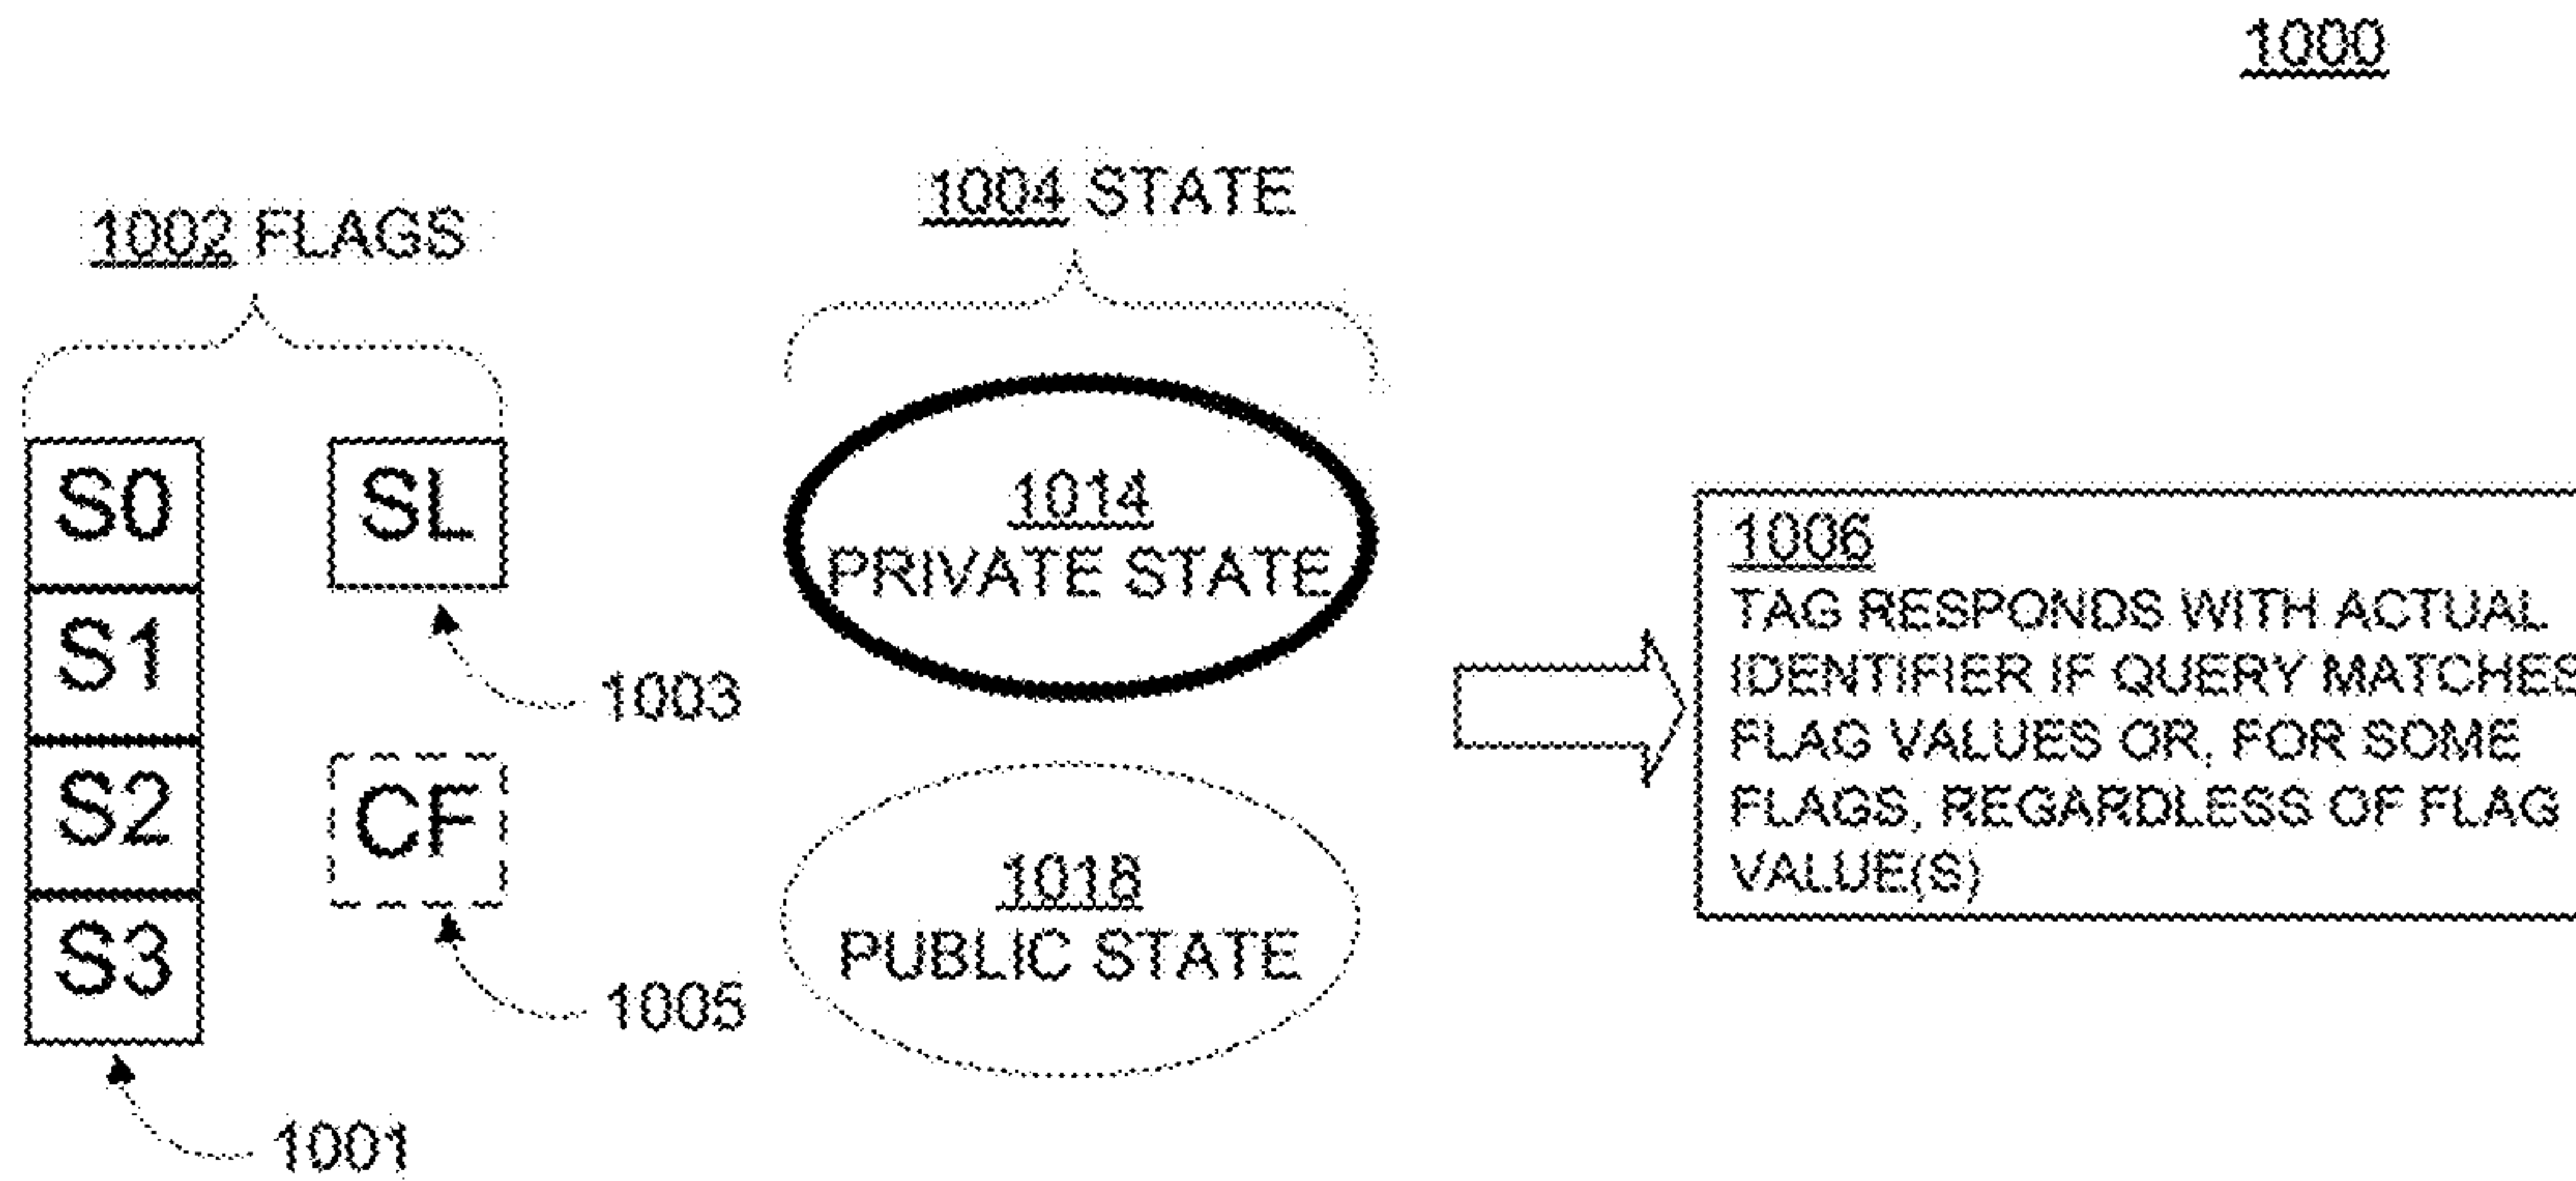 1000
1002 FLAGS
1004 STATE
S0
S1
S2
S3
SL
CF
1003
1005
1001
1014
PRIVATE STATE
1018
PUBLIC STATE
1006
TAG RESPONDS WITH ACTUAL
IDENTIFIER IF QUERY MATCHES
FLAG VALUES OR, FOR SOME
FLAGS, REGARDLESS OF FLAG
VALUE(S)